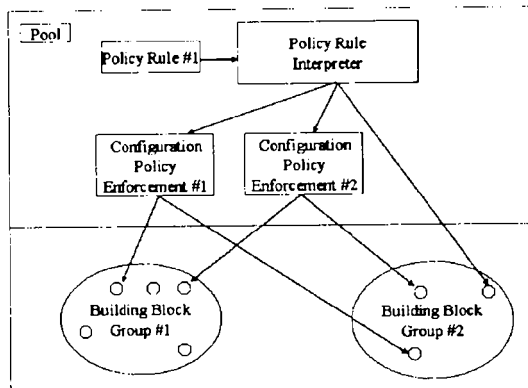 Pool
Policy Rule #1
Policy Rule
Interpreter
Configuration
Policy
Enforcement #1
Configuration
Policy
Enforcement #2
Building Block
Group #1
Building Block
Group #2